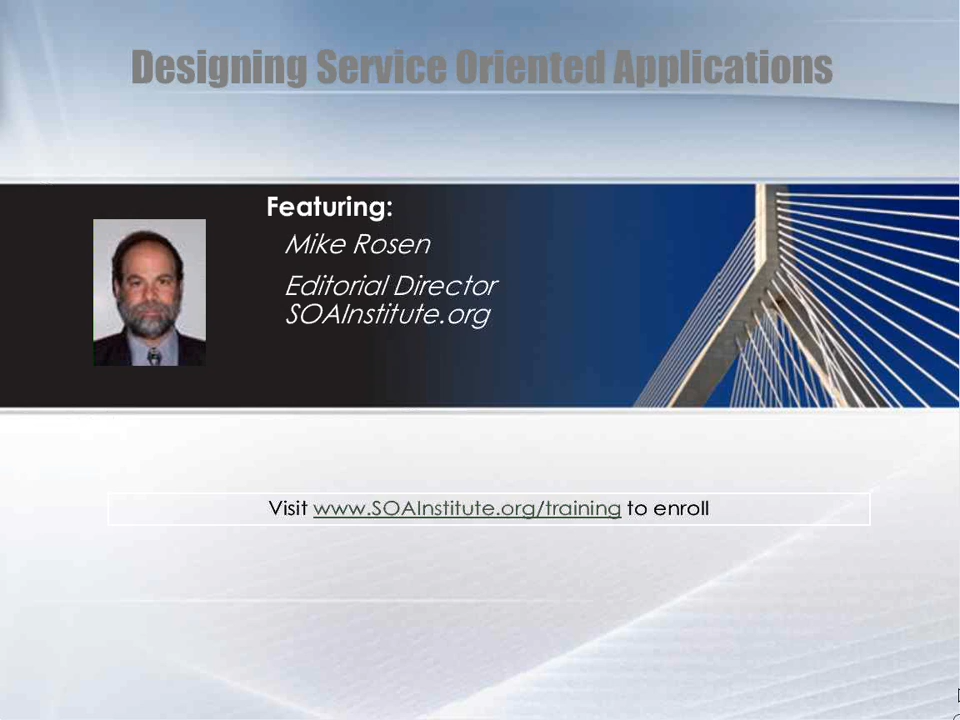 Designing Service Oriented Applications
Featuring:
Mike Rosen
Editorial Director
SOAInstitute.org
Visit www.SOAInstitute.org/training to enroll